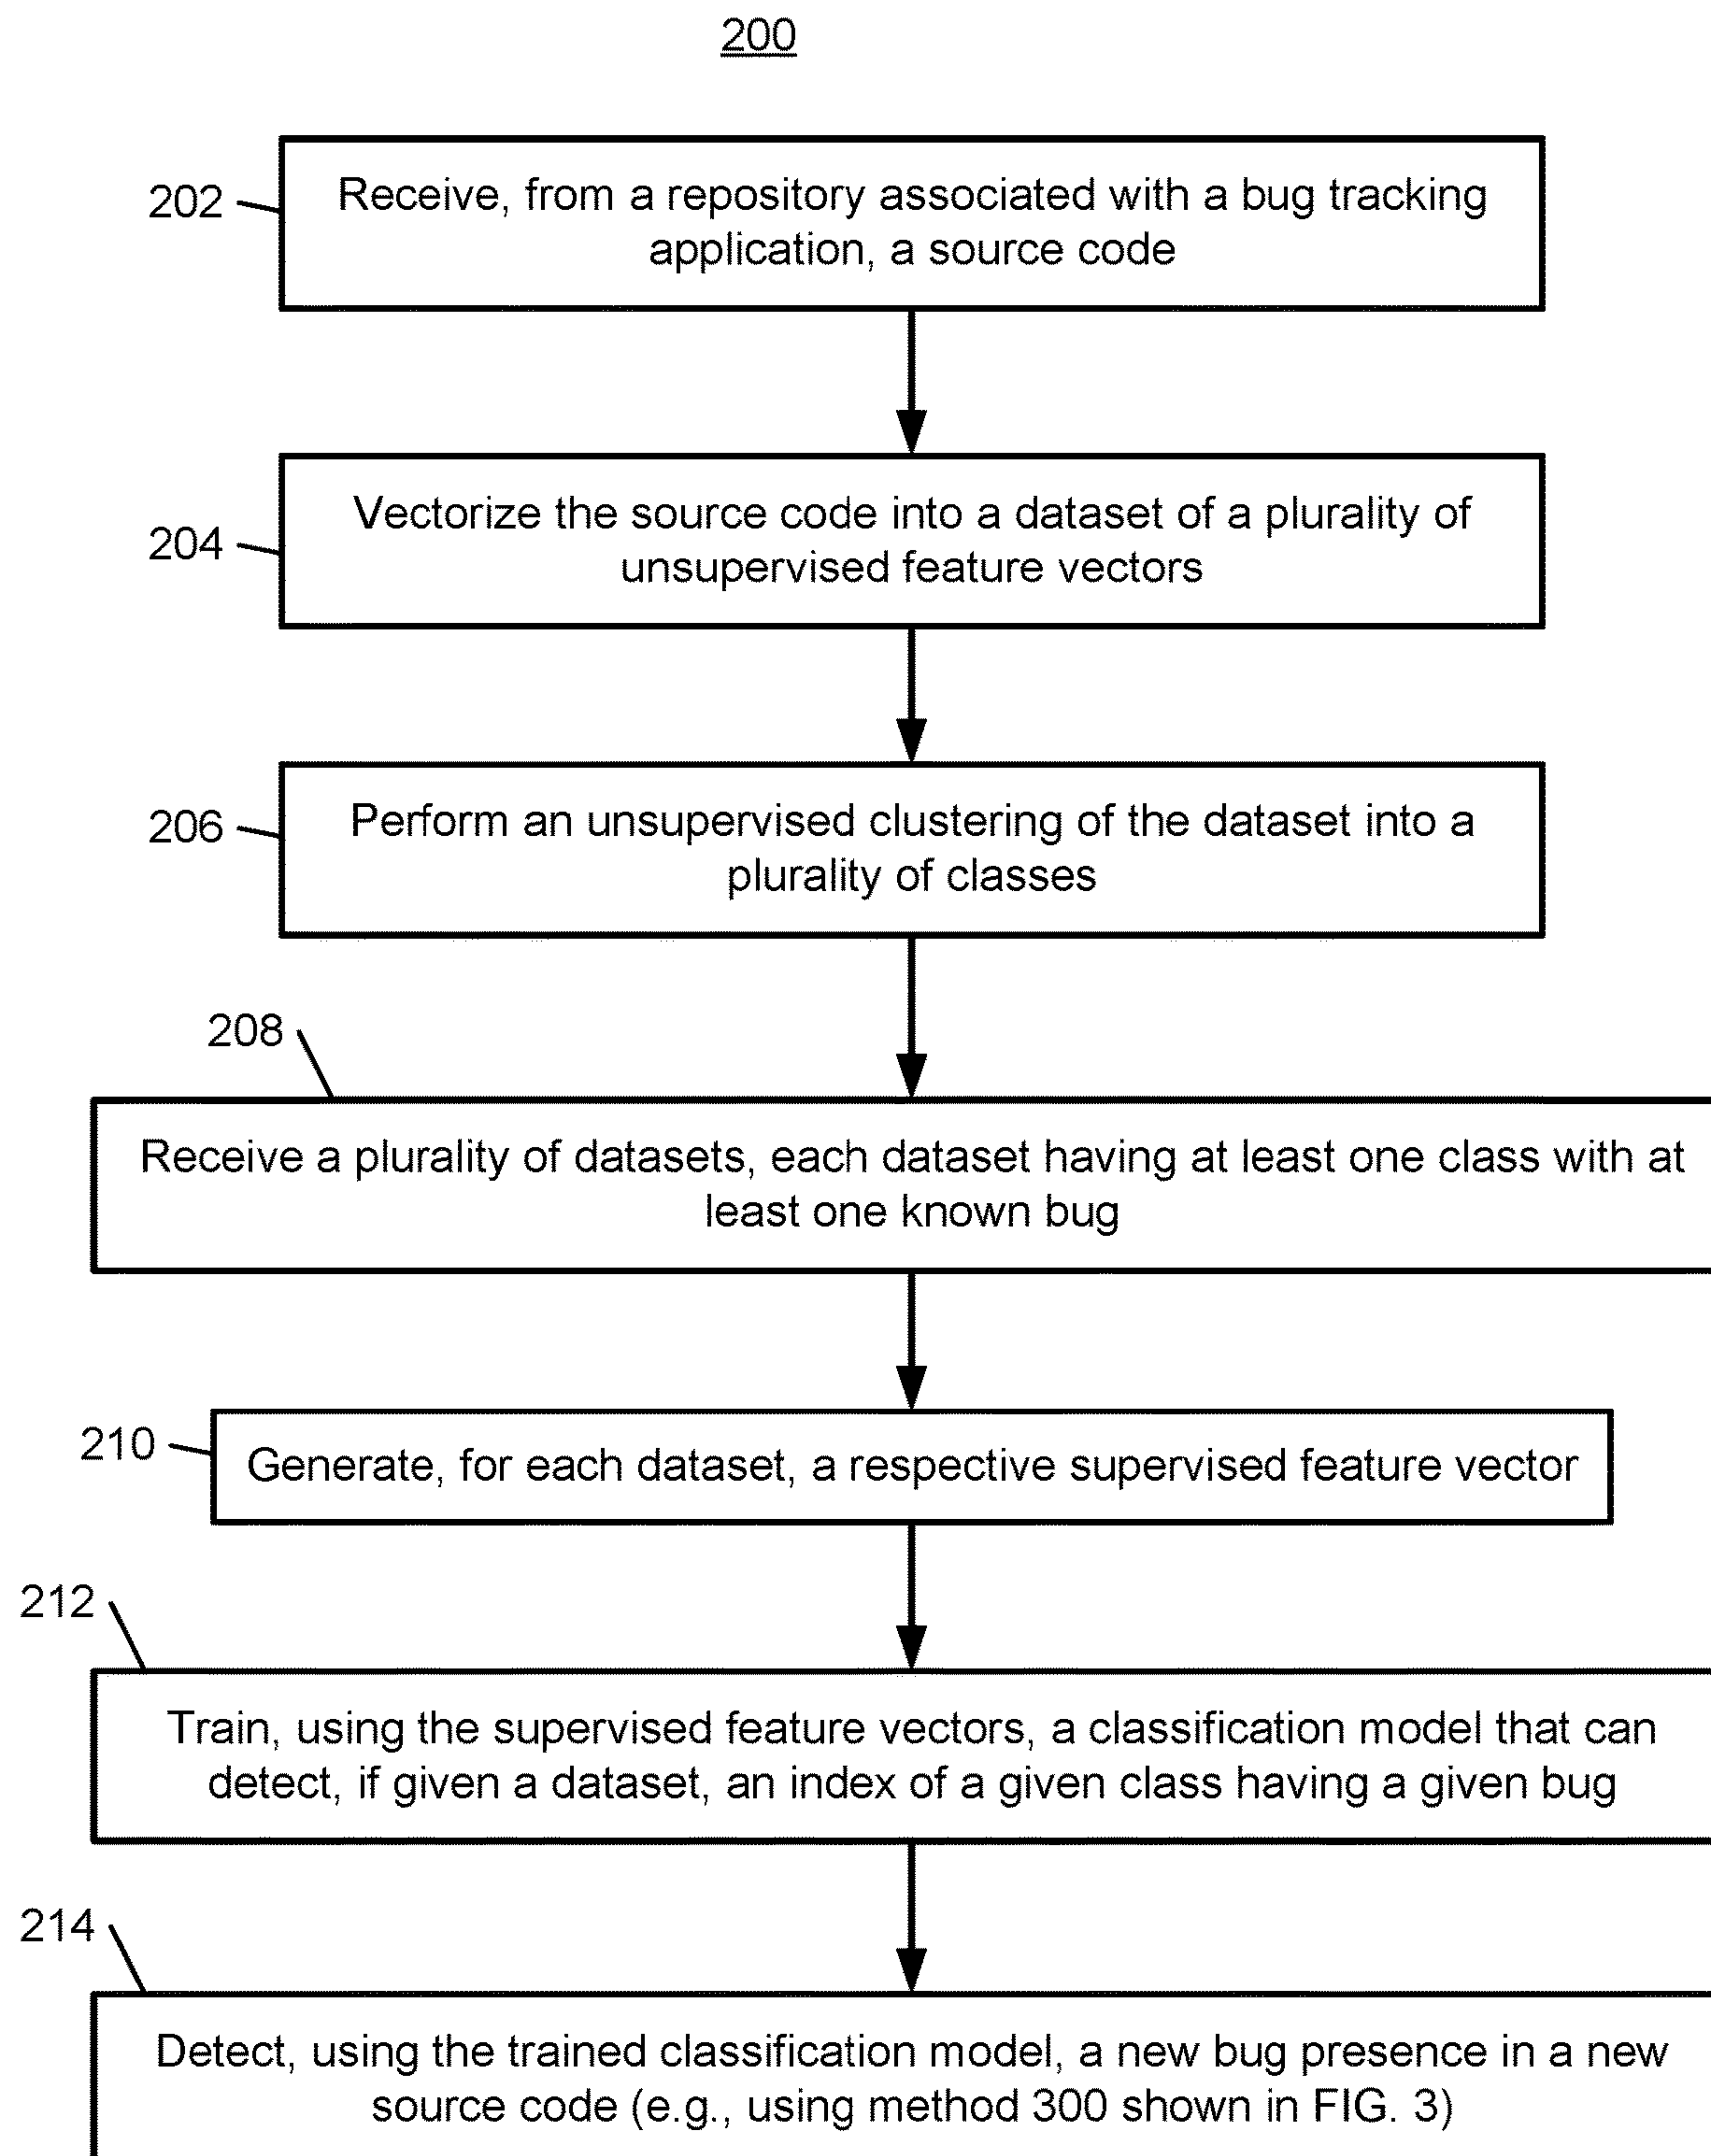 200
202
Receive, from a repository associated with a bug tracking
application, a source code
204
Vectorize the source code into a dataset of a plurality of
unsupervised feature vectors
206
Perform an unsupervised clustering of the dataset into a
plurality of classes
208
Receive a plurality of datasets, each dataset having at least one class with at
least one known bug
210
Generate, for each dataset, a respective supervised feature vector
212
Train, using the supervised feature vectors, a classification model that can
detect, if given a dataset, an index of a given class having a given bug
214
Detect, using the trained classification model, a new bug presence in a new
source code (e.g., using method 300 shown in FIG. 3)